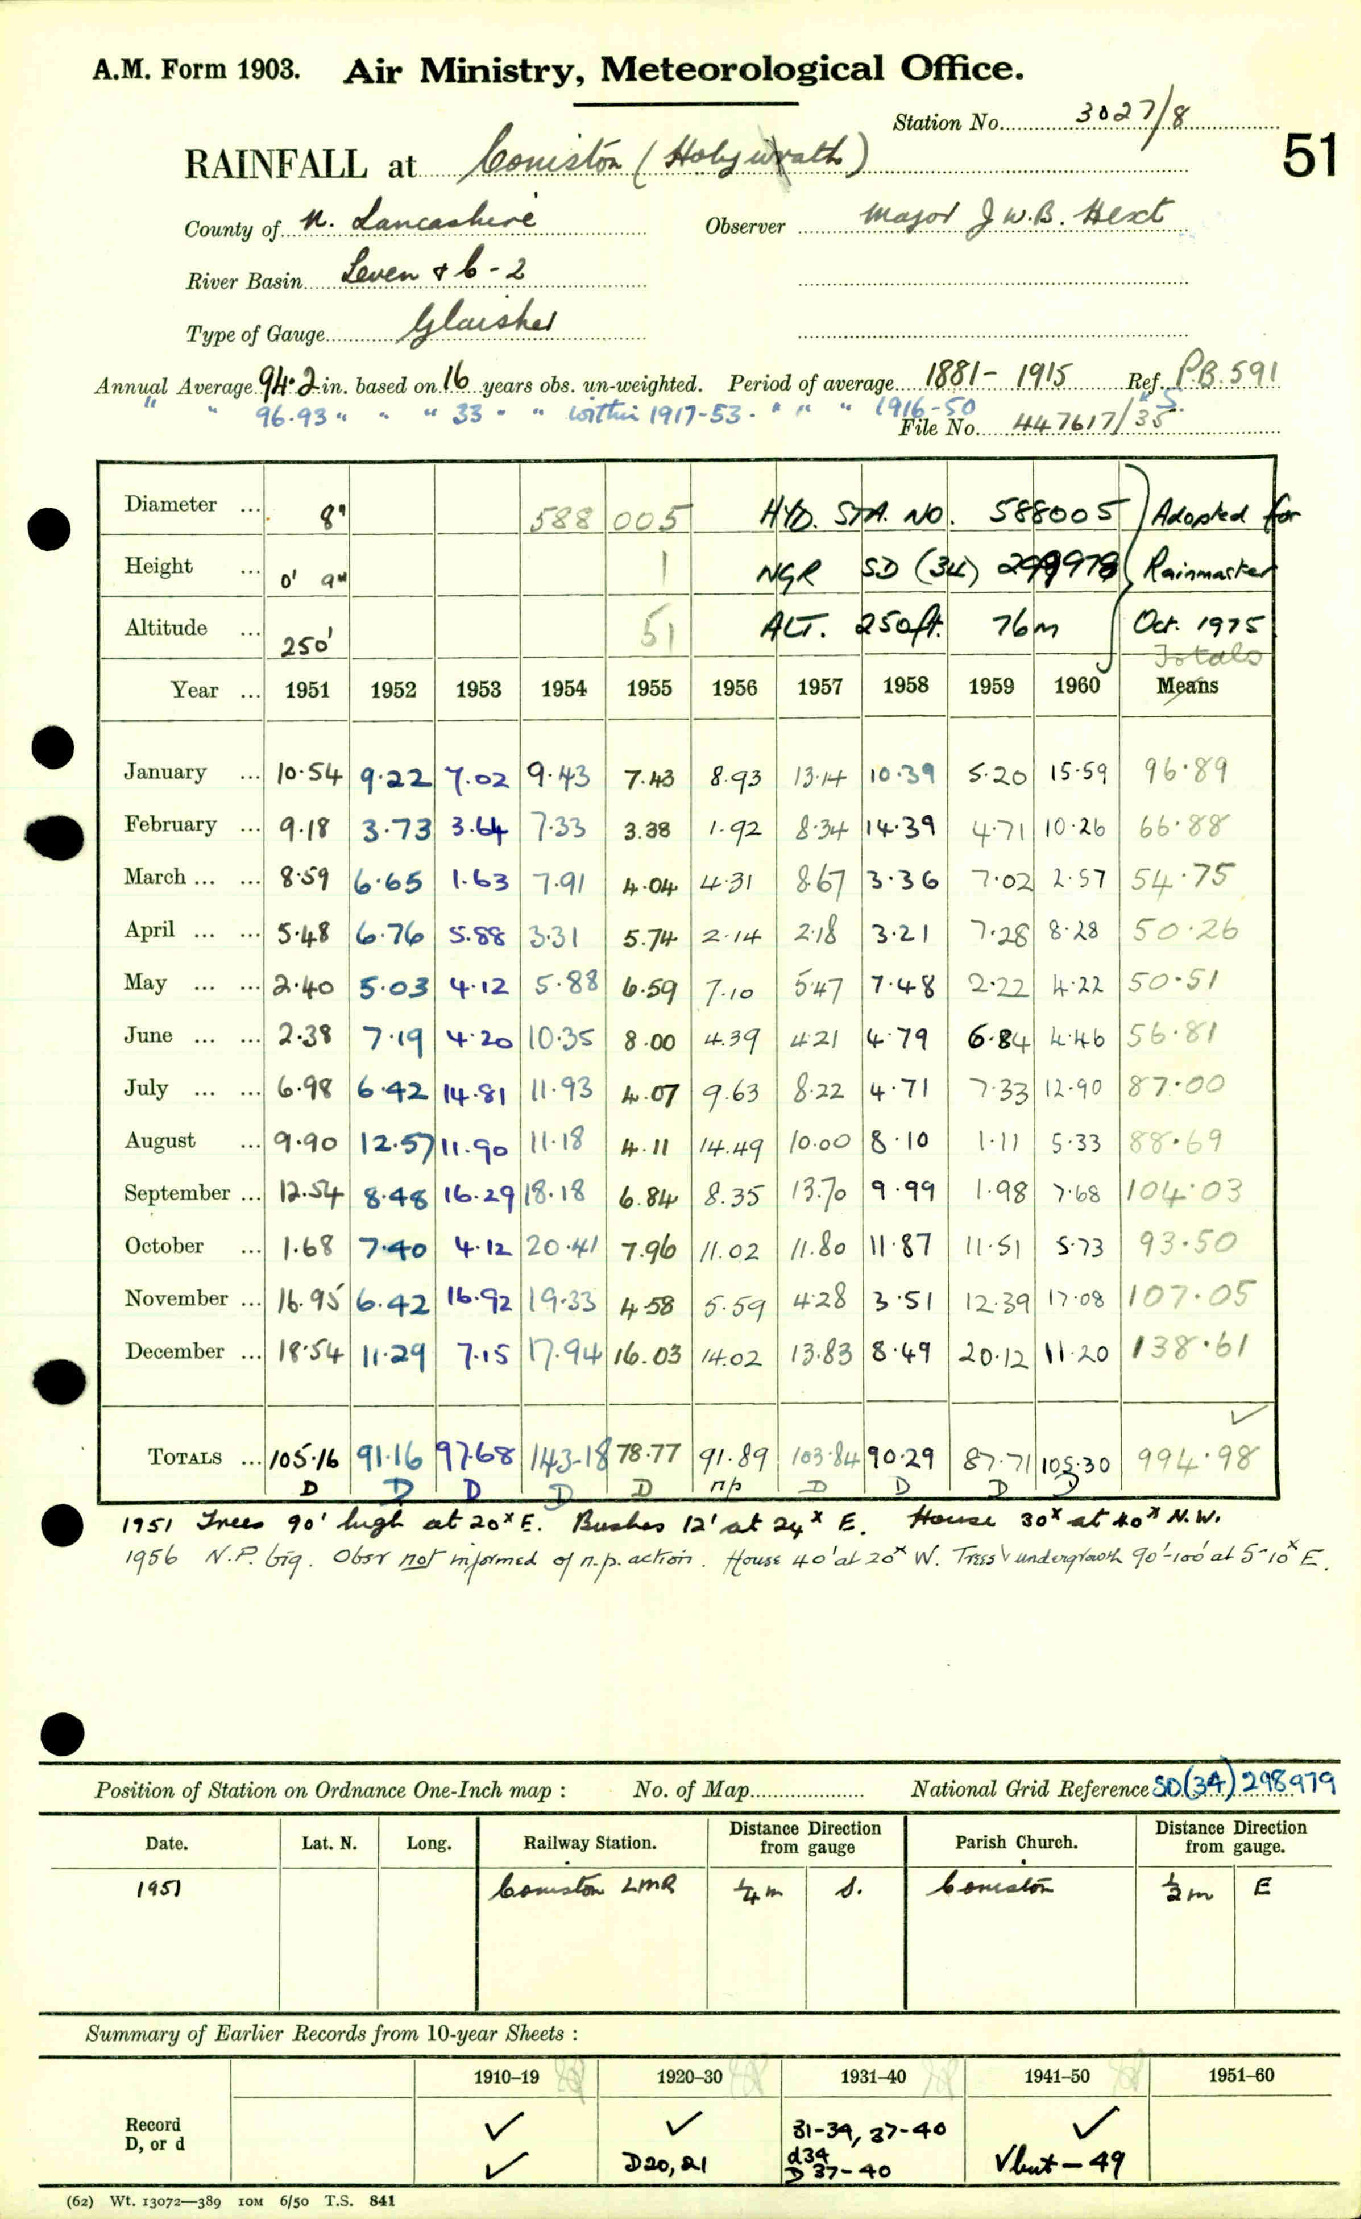 A.M. Form 1903. Air Ministry, Meteorological Office.
Station No. 3027/8
51
RAINFALL at Coniston (Holywrath)
County of N. Lancashire Observer Major J W.B. Hext
River Basin Leven & C-2
Type of Gauge Glaisher
Annual Average 94.2 in. based on 16 years obs. un-weighted. Period of average 1881 - 1915 Ref. P.B. 591
" " 96.93 " " " 33 " " within 1917-53. " " " 1916-50
File No. 447617/35
Diameter ... 8" 588 005 HYD. STA. NO. 588005 Adopted for
Height ... 0' 9" 1 NGR SD (34) 298978 Rainmaster
Altitude ... 250' 51 ALT. 250ft. 76m Oct. 1975
Totals
Year ... 1951 1952 1953 1954 1955 1956 1957 1958 1959 1960 Means
January ... 10.54 9.22 7.02 9.43 7.43 8.93 13.14 10.39 5.20 15.59 96.89
February ... 9.18 3.73 3.64 7.33 3.38 1.92 8.34 14.39 4.71 10.26 66.88
March ... ... 8.59 6.65 1.63 7.91 4.04 4.31 8.67 3.36 7.02 2.57 54.75
April ... ... 5.48 6.76 5.88 3.31 5.74 2.14 2.18 3.21 7.28 8.28 50.26
May ... ... 2.40 5.03 4.12 5.88 6.59 7.10 5.47 7.48 2.22 4.22 50.51
June ... ... 2.38 7.19 4.20 10.35 8.00 4.39 4.21 4.79 6.84 4.46 56.81
July ... ... 6.98 6.42 14.81 11.93 4.07 9.63 8.22 4.71 7.33 12.90 87.00
August ... 9.90 12.57 11.90 11.18 4.11 14.49 10.00 8.10 1.11 5.33 88.69
September ... 12.54 8.48 16.29 18.18 6.84 8.35 13.70 9.99 1.98 7.68 104.03
October ... 1.68 7.40 4.12 20.41 7.96 11.02 11.80 11.87 11.51 5.73 93.50
November ... 16.95 6.42 16.92 19.33 4.58 5.59 4.28 3.51 12.39 17.08 107.05
December ... 18.54 11.29 7.15 17.94 16.03 14.02 13.83 8.49 20.12 11.20 138.61
TOTALS ... 105.16 91.16 97.68 143.18 78.77 91.89 103.84 90.29 87.71 105.30 994.98
D D D D D np D D D D
1951 Trees 90' high at 20x E. Bushes 12' at 24x E. House 30x at 40x N.W.
1956 N.P. big. Obsr not informed of n.p. action. House 40' at 20x W. Trees & undergrowth 90'-100' at 5-10x E.
Position of Station on Ordnance One-Inch map : No. of Map National Grid Reference SD(34) 298979
Date. Lat. N. Long. Railway Station. Distance Direction from gauge Parish Church. Distance Direction from gauge.
1951 Coniston LMR 1/4 m S. Coniston 1/2 m E
Summary of Earlier Records from 10-year Sheets :
1910–19 1920–30 1931–40 1941–50 1951–60
Record ✓ ✓ 31-34, 37-40 ✓
D, or d ✓ D20, 21 d34 D 37-40 ✓ but - 49
(62) Wt. 13072—389 10M 6/50 T.S. 841